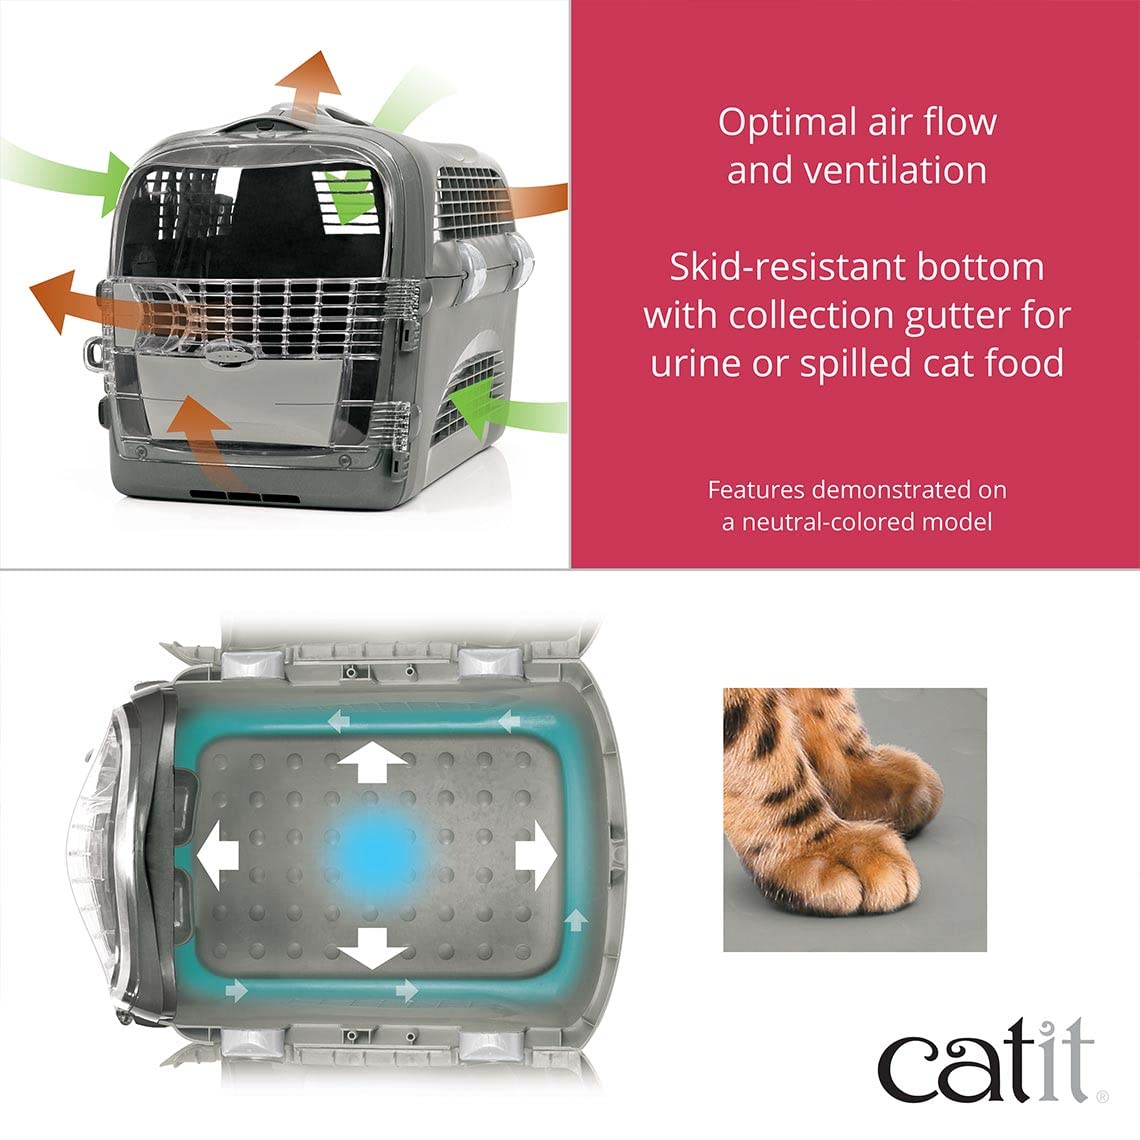 Optimal air flow
and ventilation
Skid-resistant bottom
with collection gutter for
urine or spilled cat food
Features demonstrated on
a neutral-colored model
catit®